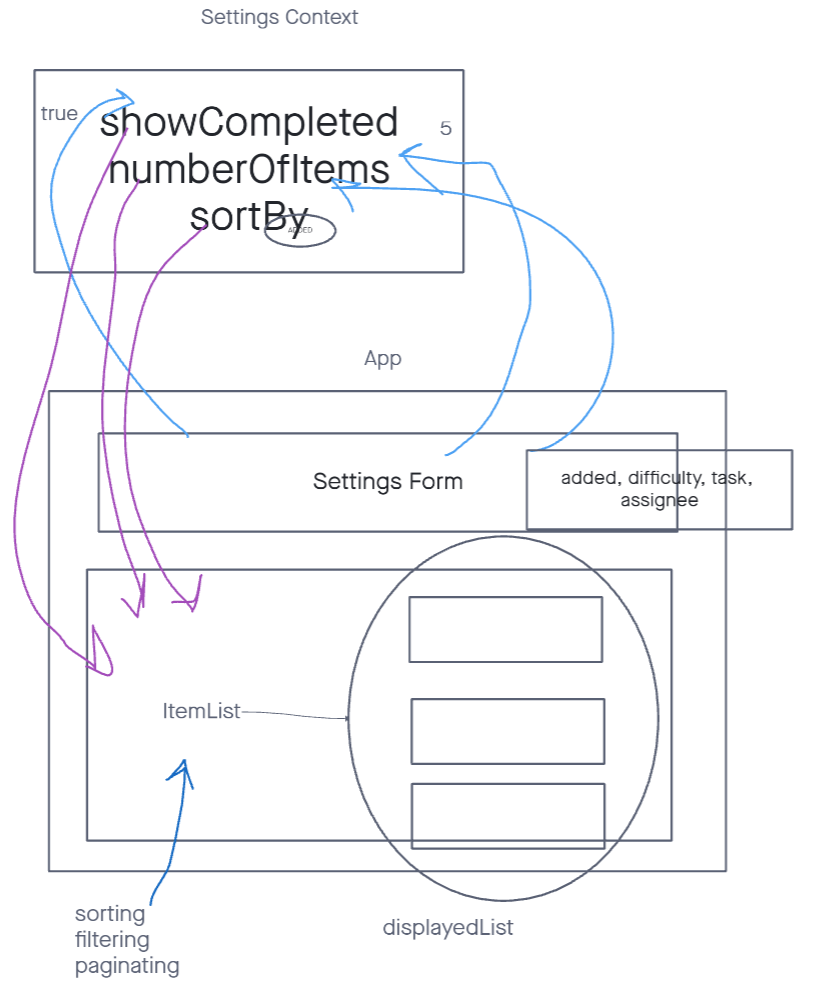 Settings Context
true
showCompleted
5
numberOfItems
sortBy
ADDED
App
Settings Form
added, difficulty, task,
assignee
ItemList
sorting
filtering
paginating
displayedList